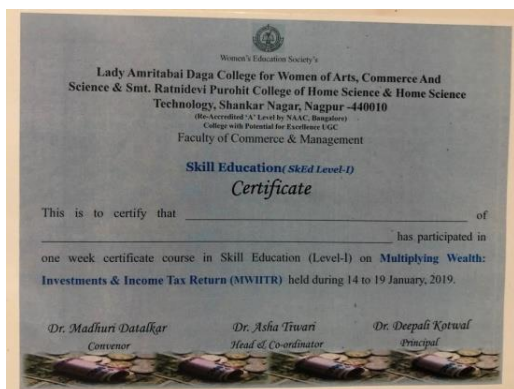 Women's Education Society's
Lady Amritabai Daga College for Women of Arts, Commerce And
Science & Smt. Ratnidevi Purohit College of Home Science & Home Science
Technology, Shankar Nagar, Nagpur -440010
(Re-Accredited 'A' Level by NAAC, Bangalore)
College with Potential for Excellence UGC
Faculty of Commerce & Management
Skill Education( SkEd Level-I)
Certificate
This is to certify that of
has participated in
one week certificate course in Skill Education (Level-I) on Multiplying Wealth:
Investments & Income Tax Return (MWIITR) held during 14 to 19 January, 2019.
Dr. Madhuri Datalkar Dr. Asha Tiwari Dr. Deepali Kotwal
Convenor Head & Co-ordinator Principal